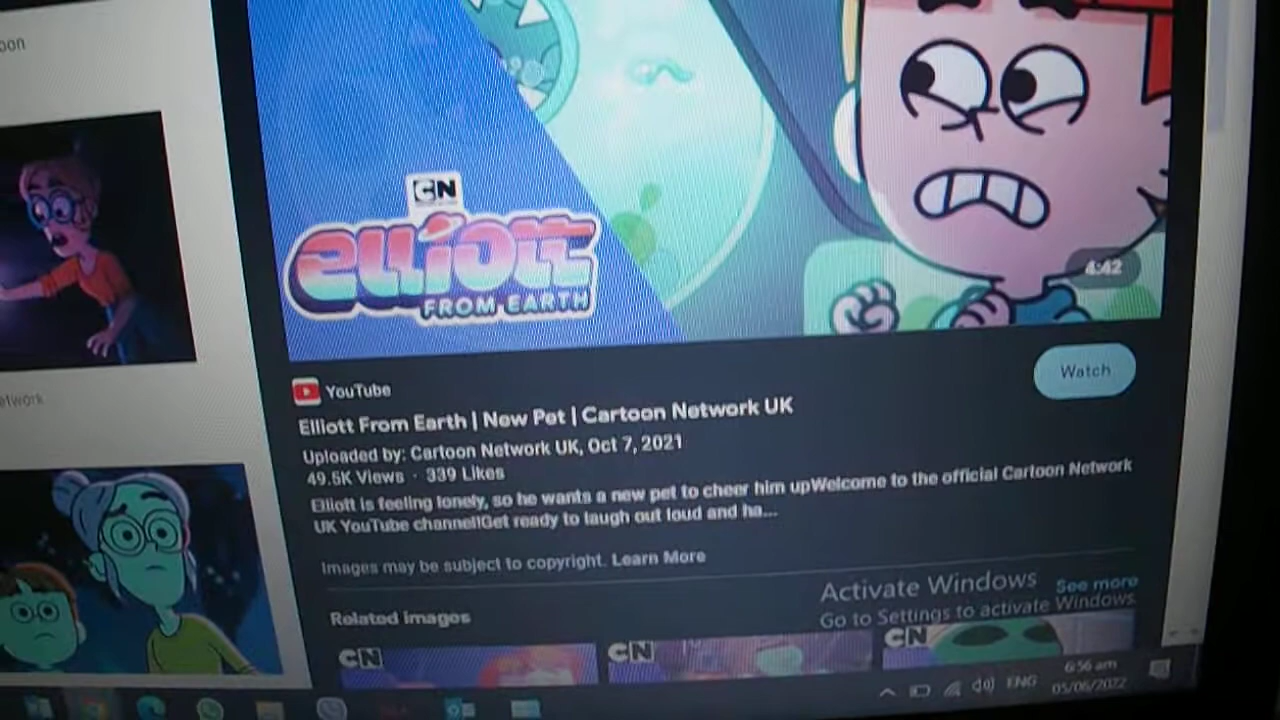 oon
CN
elliott
FROM EARTH
4:42
etwork
YouTube
Watch
Elliott From Earth | New Pet | Cartoon Network UK
Uploaded by: Cartoon Network UK, Oct 7, 2021
49.5K Views · 339 Likes
Elliott is feeling lonely, so he wants a new pet to cheer him upWelcome to the official Cartoon Network
UK YouTube channel!Get ready to laugh out loud and ha...
Images may be subject to copyright. Learn More
Related images
See more
Activate Windows
Go to Settings to activate Windows.
CN
CN
CN
ENG
6:56 am
05/06/2022